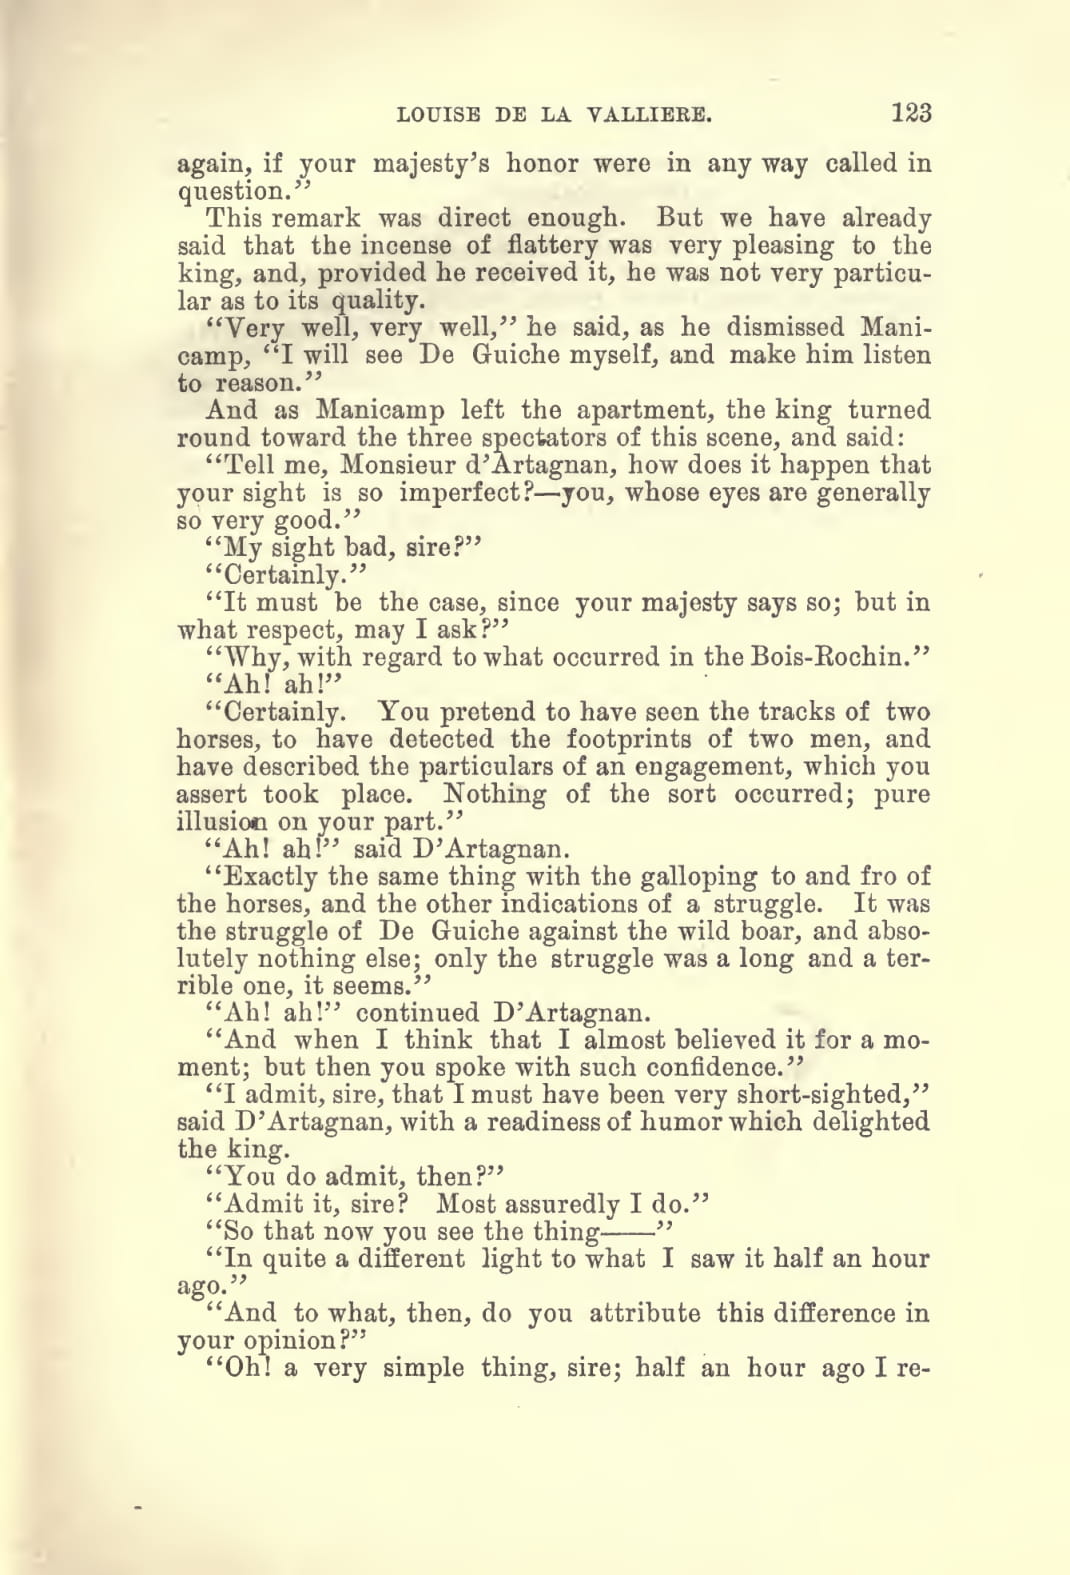 LOUISE DE LA VALLIERE. 123
again, if your majesty's honor were in any way called in
question."
This remark was direct enough. But we have already
said that the incense of flattery was very pleasing to the
king, and, provided he received it, he was not very particu-
lar as to its quality.
"Very well, very well," he said, as he dismissed Mani-
camp, "I will see De Guiche myself, and make him listen
to reason."
And as Manicamp left the apartment, the king turned
round toward the three spectators of this scene, and said:
"Tell me, Monsieur d'Artagnan, how does it happen that
your sight is so imperfect?—you, whose eyes are generally
so very good."
"My sight bad, sire?"
"Certainly."
"It must be the case, since your majesty says so; but in
what respect, may I ask?"
"Why, with regard to what occurred in the Bois-Rochin."
"Ah! ah!"
"Certainly. You pretend to have seen the tracks of two
horses, to have detected the footprints of two men, and
have described the particulars of an engagement, which you
assert took place. Nothing of the sort occurred; pure
illusion on your part."
"Ah! ah!" said D'Artagnan.
"Exactly the same thing with the galloping to and fro of
the horses, and the other indications of a struggle. It was
the struggle of De Guiche against the wild boar, and abso-
lutely nothing else; only the struggle was a long and a ter-
rible one, it seems."
"Ah! ah!" continued D'Artagnan.
"And when I think that I almost believed it for a mo-
ment; but then you spoke with such confidence."
"I admit, sire, that I must have been very short-sighted,"
said D'Artagnan, with a readiness of humor which delighted
the king.
"You do admit, then?"
"Admit it, sire? Most assuredly I do."
"So that now you see the thing——"
"In quite a different light to what I saw it half an hour
ago."
"And to what, then, do you attribute this difference in
your opinion?"
"Oh! a very simple thing, sire; half an hour ago I re-